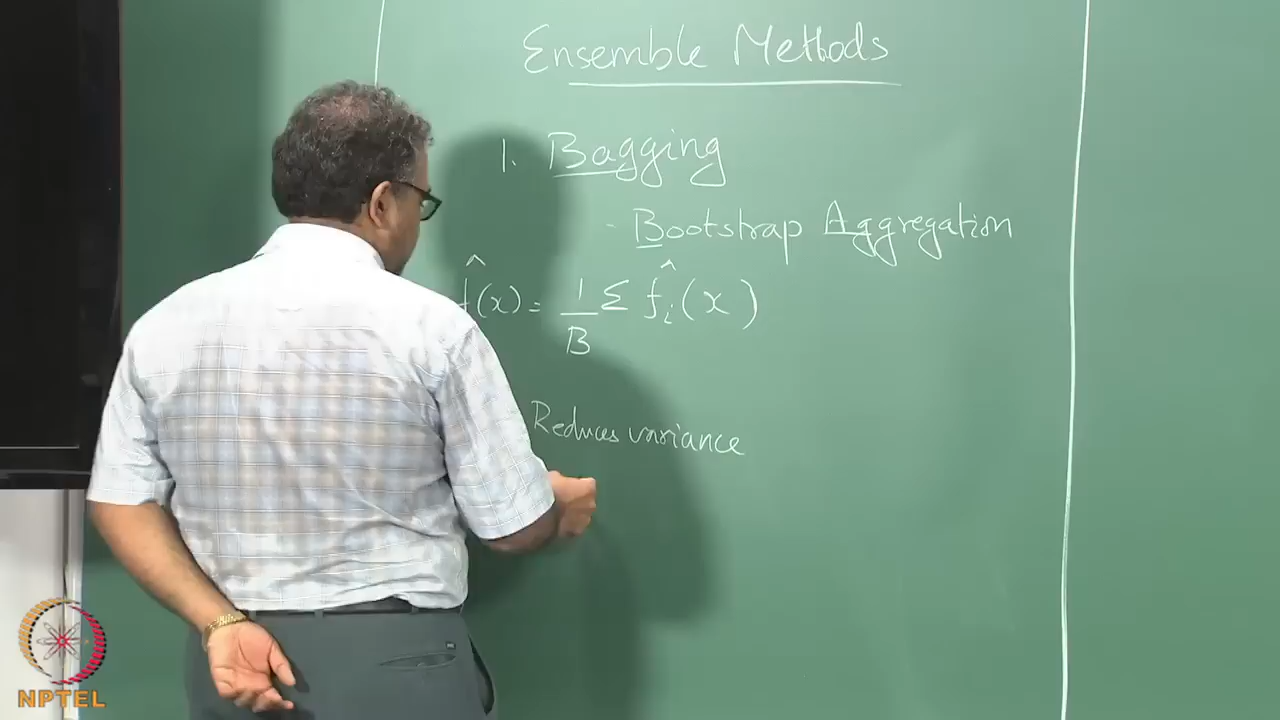 Ensemble Methods
1. Bagging
- Bootstrap Aggregation
f̂(x) = 1/B Σ f̂ᵢ(x)
Reduces variance
NPTEL